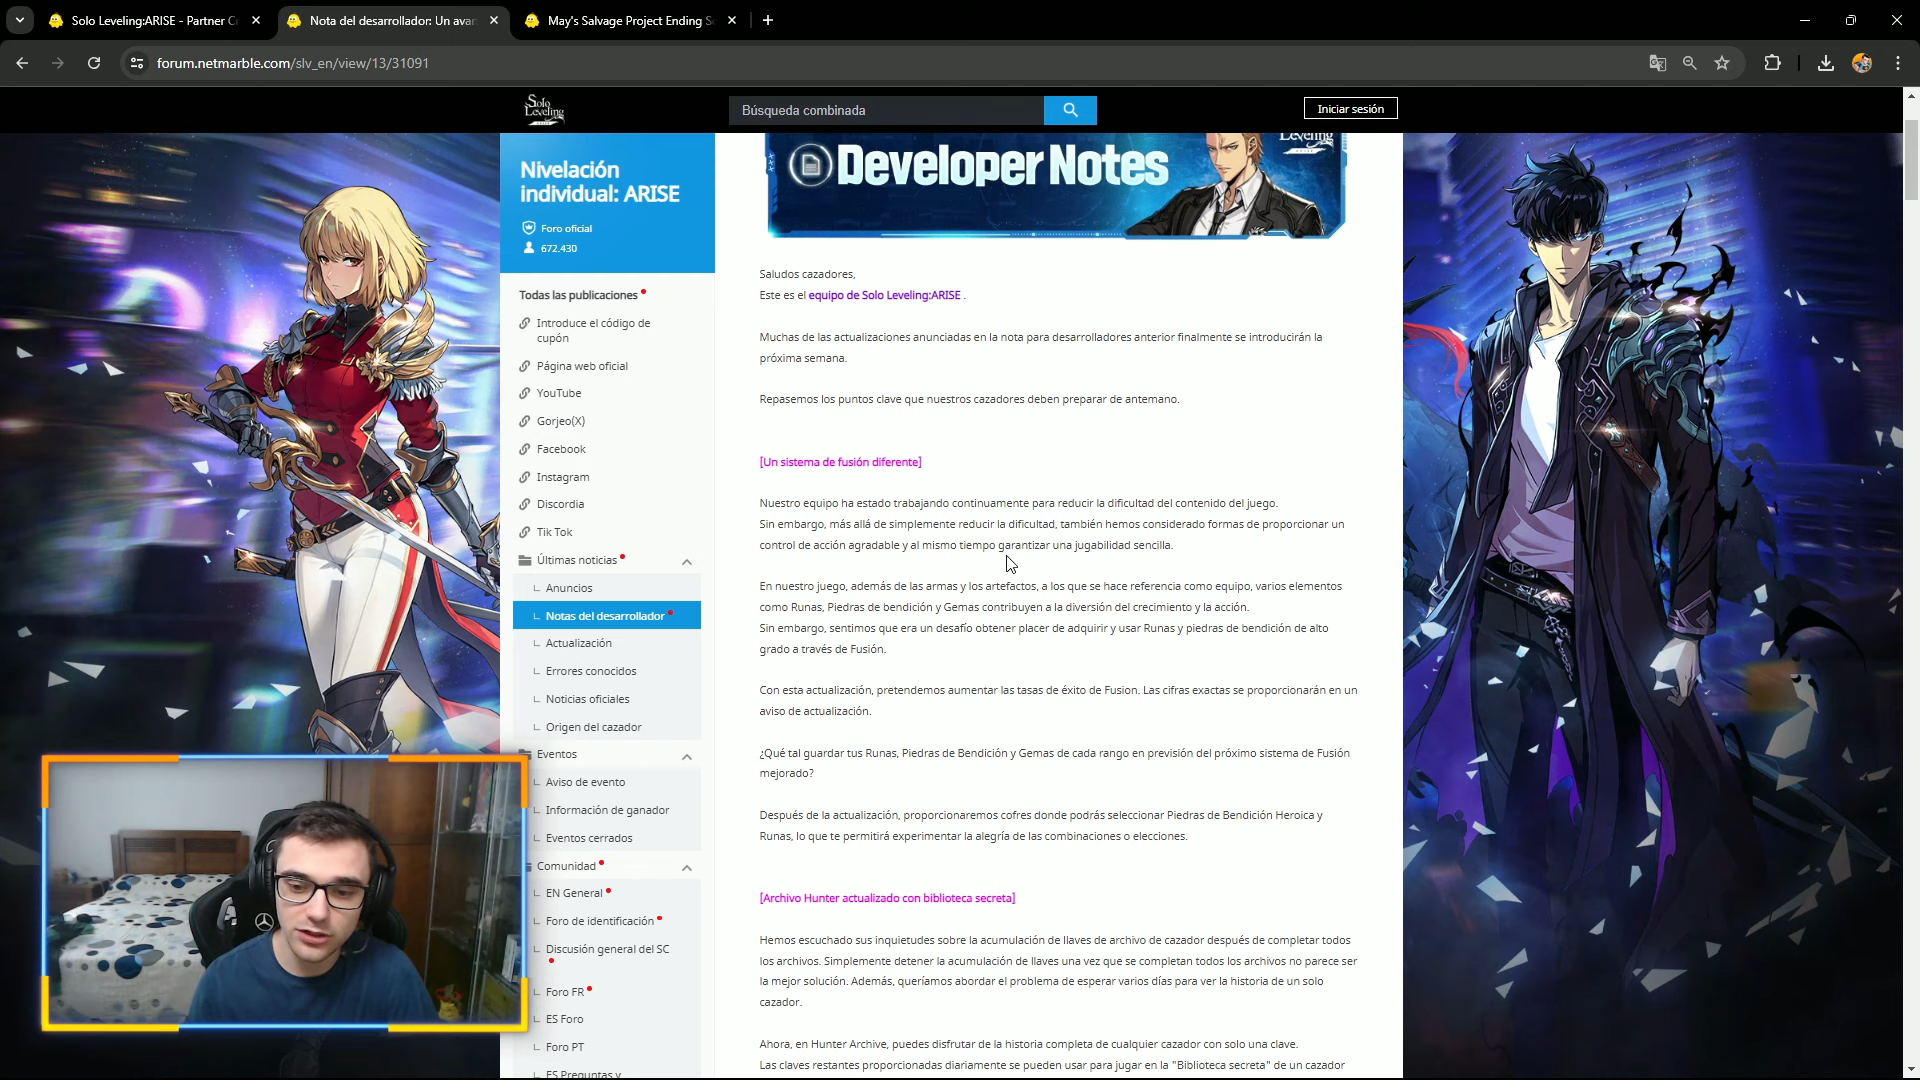 Solo Leveling:ARISE - Partner C
Nota del desarrollador: Un avan
May's Salvage Project Ending S
forum.netmarble.com/slv_en/view/13/31091
Solo
Leveling
ARISE
Búsqueda combinada
Iniciar sesión
Nivelación
individual: ARISE
Foro oficial
672.430
Todas las publicaciones
Introduce el código de
cupón
Página web oficial
YouTube
Gorjeo(X)
Facebook
Instagram
Discordia
Tik Tok
Últimas noticias
Anuncios
Notas del desarrollador
Actualización
Errores conocidos
Noticias oficiales
Origen del cazador
Eventos
Aviso de evento
Información de ganador
Eventos cerrados
Comunidad
EN General
Foro de identificación
Discusión general del SC
Foro FR
ES Foro
Foro PT
ES Preguntas y
Leveling
Developer Notes
Saludos cazadores,
Este es el equipo de Solo Leveling:ARISE .
Muchas de las actualizaciones anunciadas en la nota para desarrolladores anterior finalmente se introducirán la
próxima semana.
Repasemos los puntos clave que nuestros cazadores deben preparar de antemano.
[Un sistema de fusión diferente]
Nuestro equipo ha estado trabajando continuamente para reducir la dificultad del contenido del juego.
Sin embargo, más allá de simplemente reducir la dificultad, también hemos considerado formas de proporcionar un
control de acción agradable y al mismo tiempo garantizar una jugabilidad sencilla.
En nuestro juego, además de las armas y los artefactos, a los que se hace referencia como equipo, varios elementos
como Runas, Piedras de bendición y Gemas contribuyen a la diversión del crecimiento y la acción.
Sin embargo, sentimos que era un desafío obtener placer de adquirir y usar Runas y piedras de bendición de alto
grado a través de Fusión.
Con esta actualización, pretendemos aumentar las tasas de éxito de Fusion. Las cifras exactas se proporcionarán en un
aviso de actualización.
¿Qué tal guardar tus Runas, Piedras de Bendición y Gemas de cada rango en previsión del próximo sistema de Fusión
mejorado?
Después de la actualización, proporcionaremos cofres donde podrás seleccionar Piedras de Bendición Heroica y
Runas, lo que te permitirá experimentar la alegría de las combinaciones o elecciones.
[Archivo Hunter actualizado con biblioteca secreta]
Hemos escuchado sus inquietudes sobre la acumulación de llaves de archivo de cazador después de completar todos
los archivos. Simplemente detener la acumulación de llaves una vez que se completan todos los archivos no parece ser
la mejor solución. Además, queríamos abordar el problema de esperar varios días para ver la historia de un solo
cazador.
Ahora, en Hunter Archive, puedes disfrutar de la historia completa de cualquier cazador con solo una clave.
Las claves restantes proporcionadas diariamente se pueden usar para jugar en la "Biblioteca secreta" de un cazador